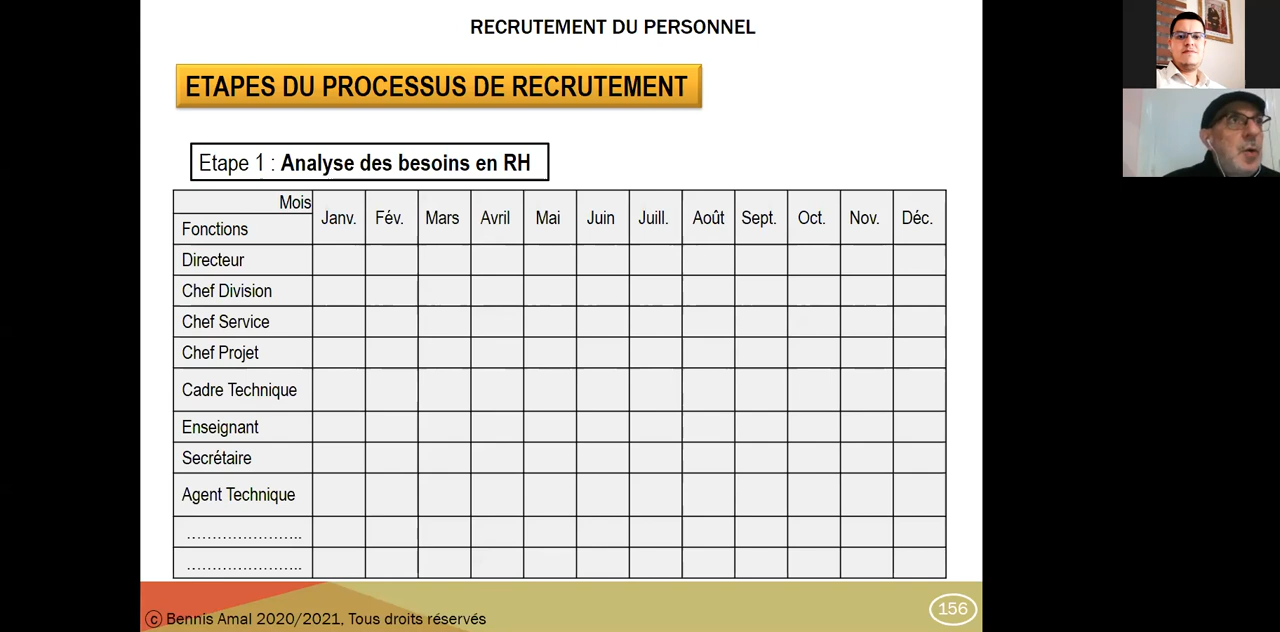 RECRUTEMENT DU PERSONNEL
ETAPES DU PROCESSUS DE RECRUTEMENT
Etape 1 : Analyse des besoins en RH
Mois
Fonctions
Janv. Fév. Mars Avril Mai Juin Juill. Août Sept. Oct. Nov. Déc.
Directeur
Chef Division
Chef Service
Chef Projet
Cadre Technique
Enseignant
Secrétaire
Agent Technique
.......................
.......................
© Bennis Amal 2020/2021, Tous droits réservés
156